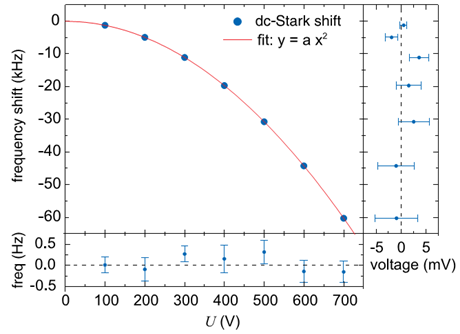 frequency shift (kHz)
0
-10
-20
-30
-40
-50
-60
dc-Stark shift
fit: y = a x²
freq (Hz)
0.5
0.0
-0.5
0 100 200 300 400 500 600 700
U (V)
-5 0 5
voltage (mV)